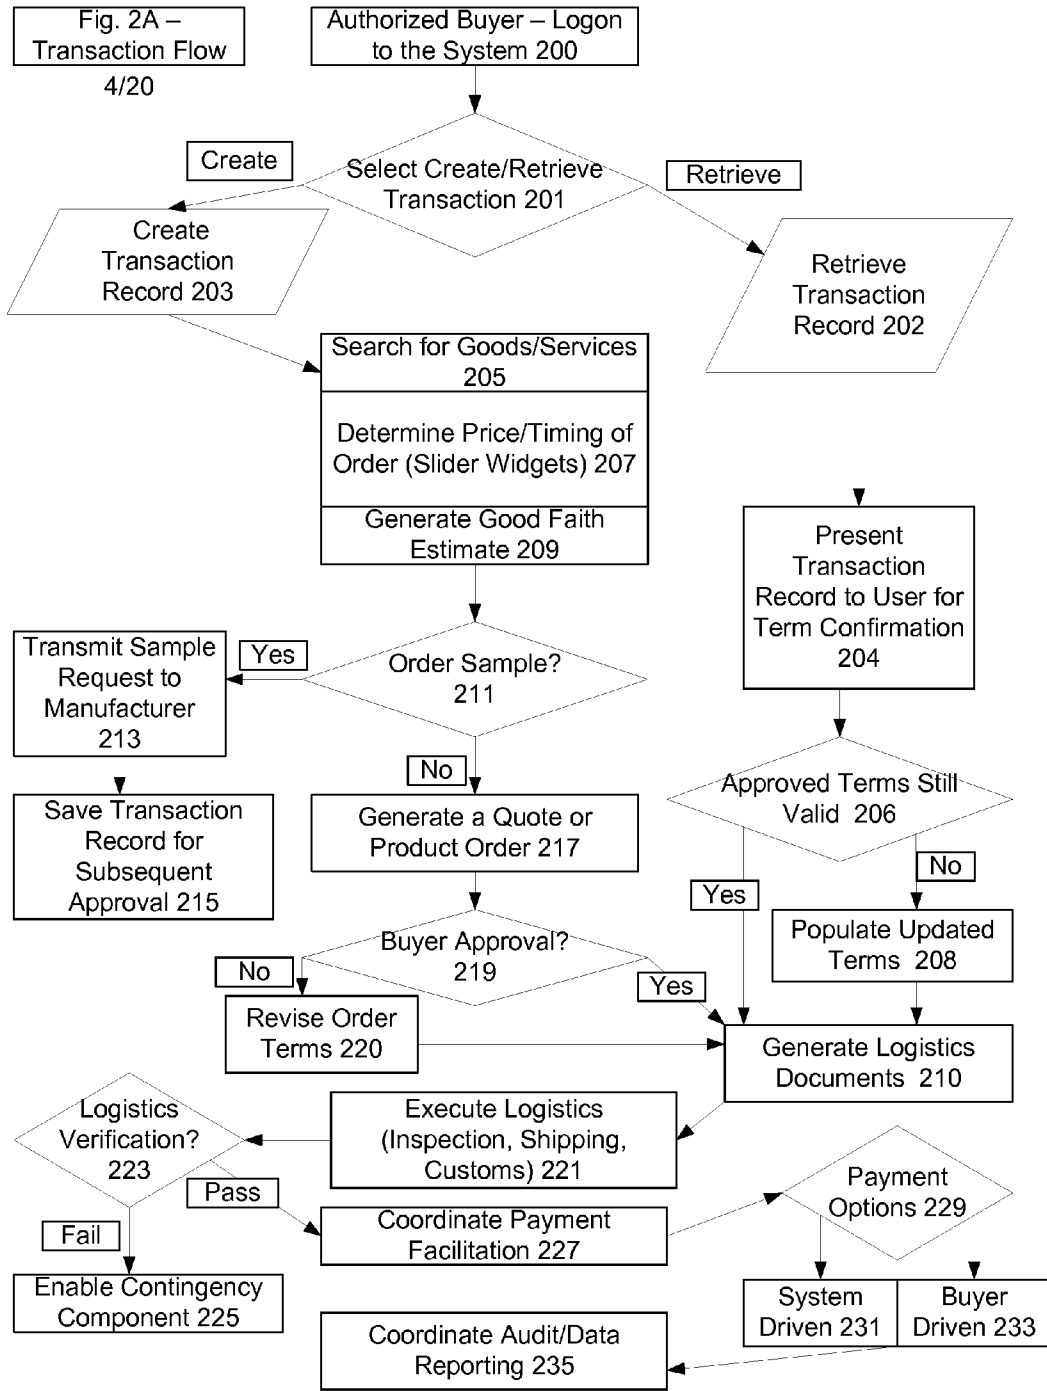 Fig. 2A –
Transaction Flow
4/20
Authorized Buyer – Logon
to the System 200
Create
Select Create/Retrieve
Transaction 201
Retrieve
Create
Transaction
Record 203
Retrieve
Transaction
Record 202
Search for Goods/Services
205
Determine Price/Timing of
Order (Slider Widgets) 207
Generate Good Faith
Estimate 209
Present
Transaction
Record to User for
Term Confirmation
204
Transmit Sample
Request to
Manufacturer
213
Yes
Order Sample?
211
No
Save Transaction
Record for
Subsequent
Approval 215
Generate a Quote or
Product Order 217
Approved Terms Still
Valid 206
Yes
No
Buyer Approval?
219
No
Yes
Populate Updated
Terms 208
Revise Order
Terms 220
Generate Logistics
Documents 210
Logistics
Verification?
223
Execute Logistics
(Inspection, Shipping,
Customs) 221
Pass
Fail
Coordinate Payment
Facilitation 227
Payment
Options 229
Enable Contingency
Component 225
System
Driven 231
Buyer
Driven 233
Coordinate Audit/Data
Reporting 235